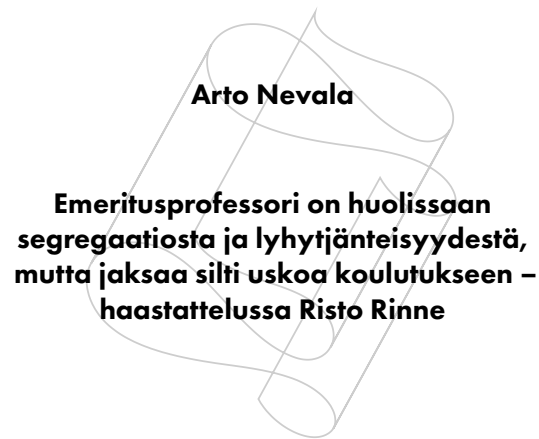 Arto Nevala
Emeritusprofessori on huolissaan
segregaatiosta ja lyhytjänteisyydestä,
mutta jaksaa silti uskoa koulutukseen –
haastattelussa Risto Rinne